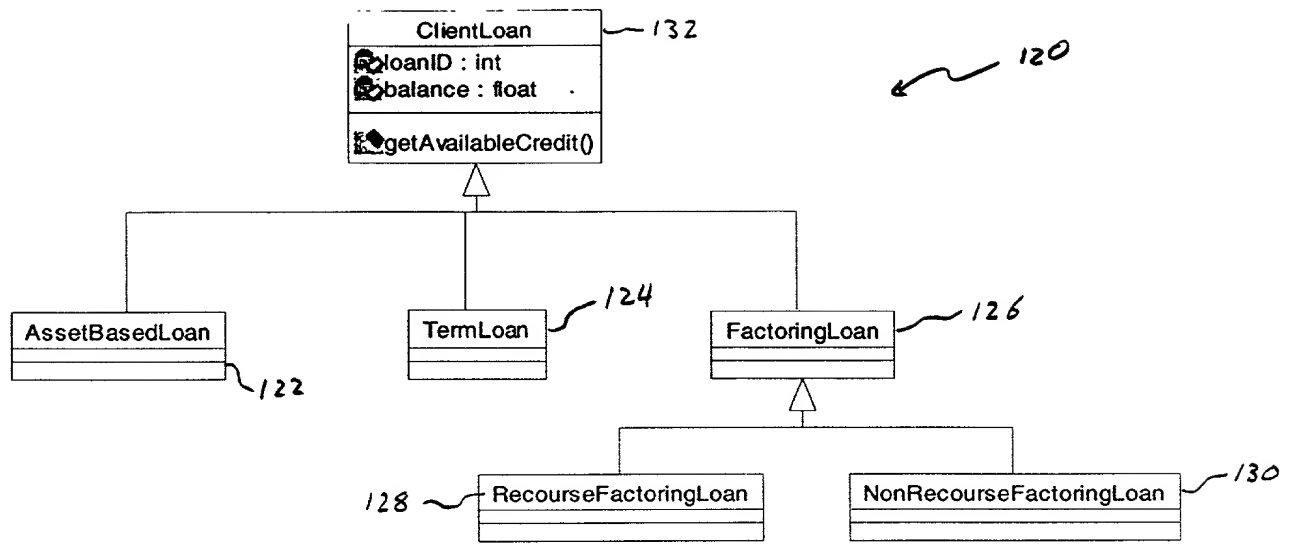 ClientLoan
132
loanID : int
balance : float
getAvailableCredit()
120
AssetBasedLoan
122
TermLoan
124
FactoringLoan
126
128
RecourseFactoringLoan
NonRecourseFactoringLoan
130